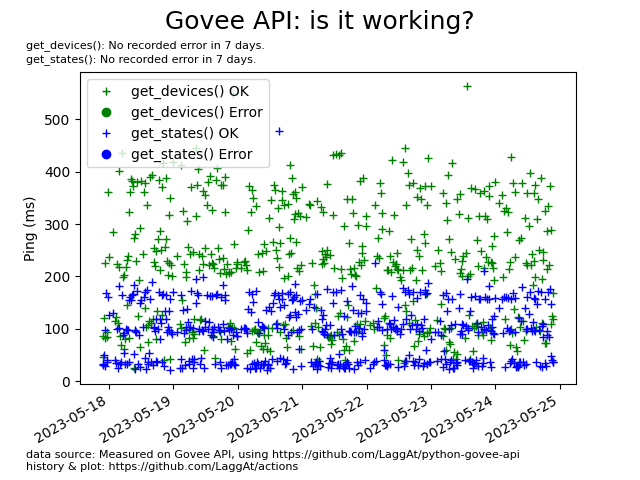 Govee API: is it working?
get_devices(): No recorded error in 7 days.
get_states(): No recorded error in 7 days.
get_devices() OK
get_devices() Error
get_states() OK
get_states() Error
Ping (ms)
500
400
300
200
100
0
2023-05-18
2023-05-19
2023-05-20
2023-05-21
2023-05-22
2023-05-23
2023-05-24
2023-05-25
data source: Measured on Govee API, using https://github.com/LaggAt/python-govee-api
history & plot: https://github.com/LaggAt/actions